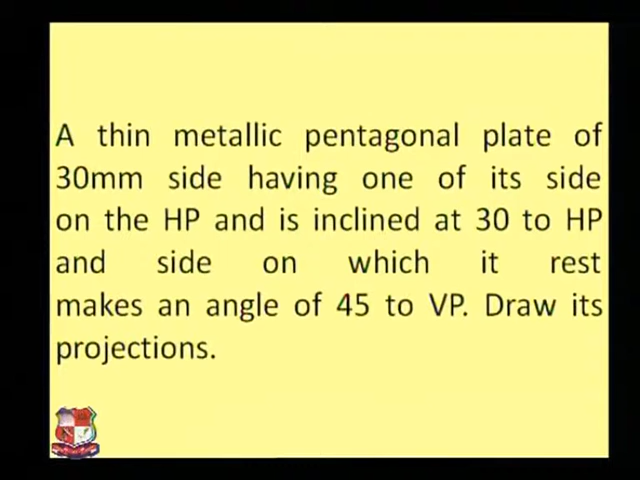 A thin metallic pentagonal plate of
30mm side having one of its side
on the HP and is inclined at 30 to HP
and side on which it rest
makes an angle of 45 to VP. Draw its
projections.